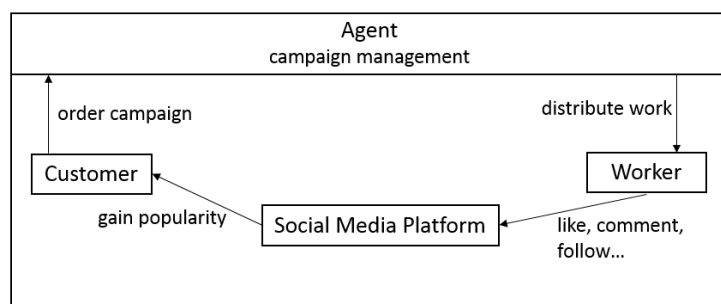 Agent
campaign management
order campaign
distribute work
Customer
Worker
gain popularity
Social Media Platform
like, comment,
follow...